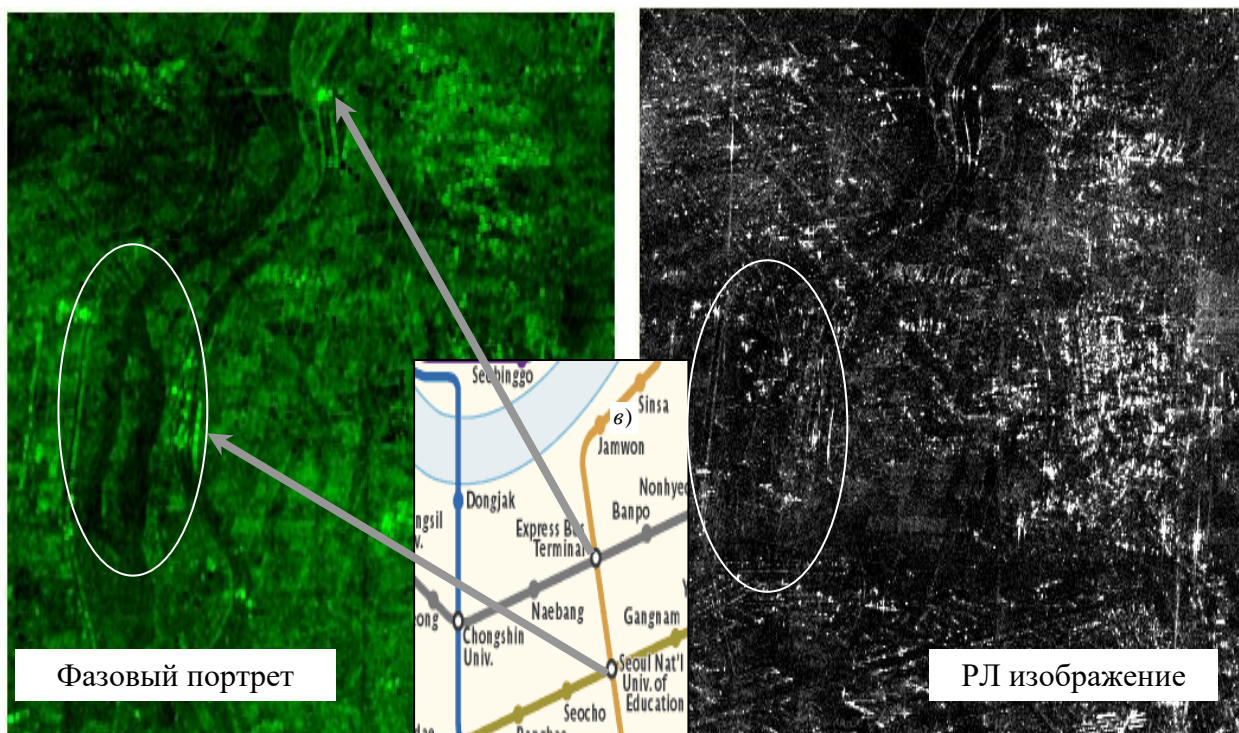 Фазовый портрет
РЛ изображение
в)
Seobinggo
Sinsa
Jamwon
Dongjak
Banpo
Express Bus
Terminal
Naebang
Chongshin
Univ.
Gangnam
Seoul Nat'l
Univ. of
Education
Seocho